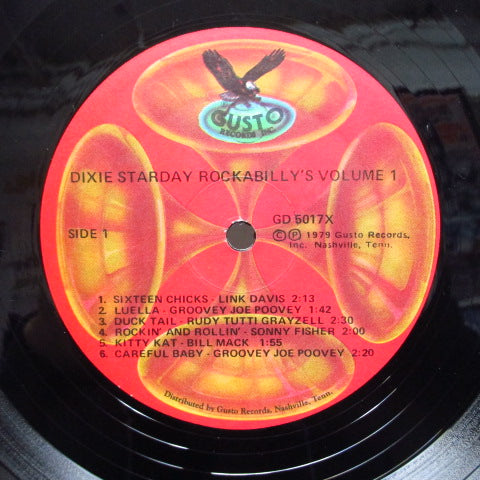 GUSTO
RECORDS INC.
DIXIE STARDAY ROCKABILLY'S VOLUME 1
SIDE 1
GD 5017X
© Ⓟ 1979 Gusto Records,
Inc. Nashville, Tenn.
1. SIXTEEN CHICKS - LINK DAVIS 2:13
2. LUELLA - GROOVEY JOE POOVEY 1:42
3. DUCK TAIL - RUDY TUTTI GRAYZELL 2:30
4. ROCKIN' AND ROLLIN' - SONNY FISHER 2:00
5. KITTY KAT - BILL MACK 1:55
6. CAREFUL BABY - GROOVEY JOE POOVEY 2:20
Distributed by Gusto Records, Nashville, Tenn.